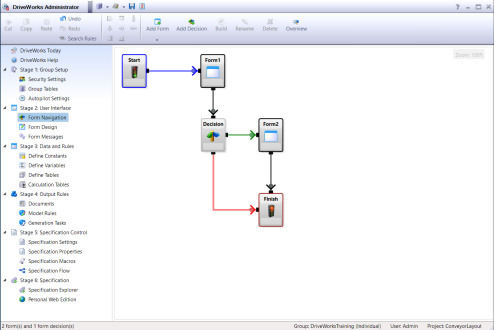 DriveWorks Administrator
Cut Copy Paste
Undo
Redo
Search Rules
Add Form Add Decision Build Rename Delete Overview
DriveWorks Today
DriveWorks Help
Stage 1: Group Setup
Security Settings
Group Tables
Autopilot Settings
Stage 2: User Interface
Form Navigation
Form Design
Form Messages
Stage 3: Data and Rules
Define Constants
Define Variables
Define Tables
Calculation Tables
Stage 4: Output Rules
Documents
Model Rules
Generation Tasks
Stage 5: Specification Control
Specification Settings
Specification Properties
Specification Macros
Specification Flow
Stage 6: Specification
Specification Explorer
Personal Web Edition
Zoom: 100%
Start
Form1
Decision
Form2
Finish
2 form(s) and 1 form decision(s)
Group: DriveWorksTraining (Individual) User: Admin Project: ConveyorLayout